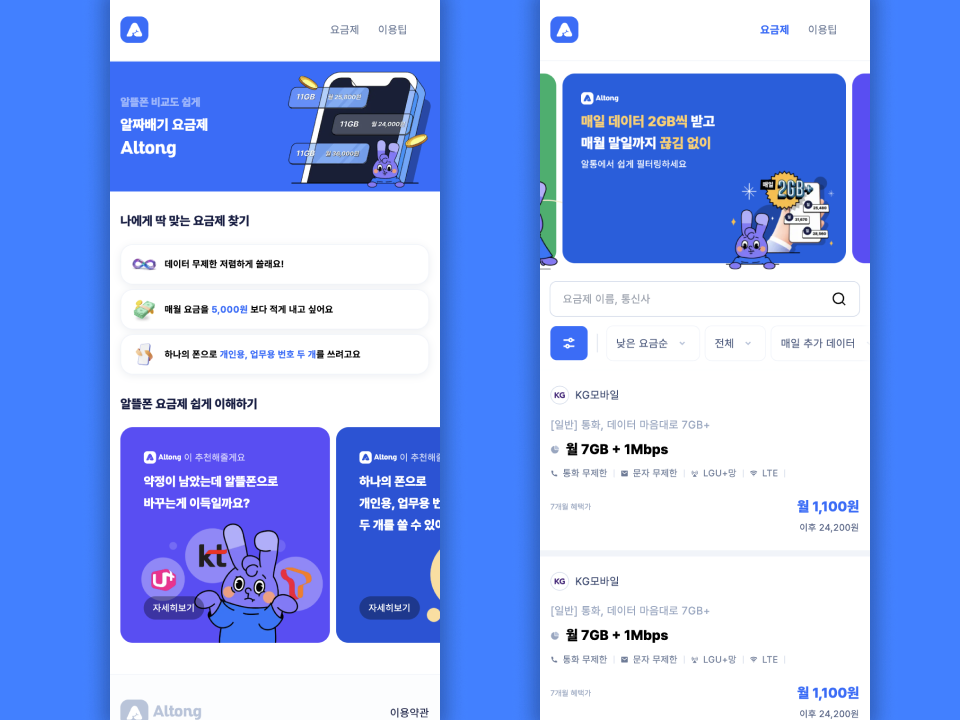 요금제 이용팁
알뜰폰 비교도 쉽게
알짜배기 요금제
Altong
11GB 월 25,800원
11GB 월 24,000원
11GB
나에게 딱 맞는 요금제 찾기
데이터 무제한 저렴하게 쓸래요!
매월 요금을 5,000원 보다 적게 내고 싶어요
하나의 폰으로 개인용, 업무용 번호 두 개를 쓰려고요
알뜰폰 요금제 쉽게 이해하기
Altong 이 추천해줄게요
약정이 남았는데 알뜰폰으로
바꾸는게 이득일까요?
kt
U+
자세히보기
Altong 이 추천해줄
하나의 폰으로
개인용, 업무용 번
두 개를 쓸 수 있
자세히보기
Altong
이용약관
요금제 이용팁
Altong
매일 데이터 2GB씩 받고
매월 말일까지 끊김 없이
알통에서 쉽게 필터링하세요
매일 2GB
요금제 이름, 통신사
낮은 요금순 전체 매일 추가 데이터
KG KG모바일
[일반] 통화, 데이터 마음대로 7GB+
월 7GB + 1Mbps
통화 무제한 문자 무제한 LGU+망 LTE
7개월 혜택가 월 1,100원
이후 24,200원
KG KG모바일
[일반] 통화, 데이터 마음대로 7GB+
월 7GB + 1Mbps
통화 무제한 문자 무제한 LGU+망 LTE
7개월 혜택가 월 1,100원
이후 24,200원